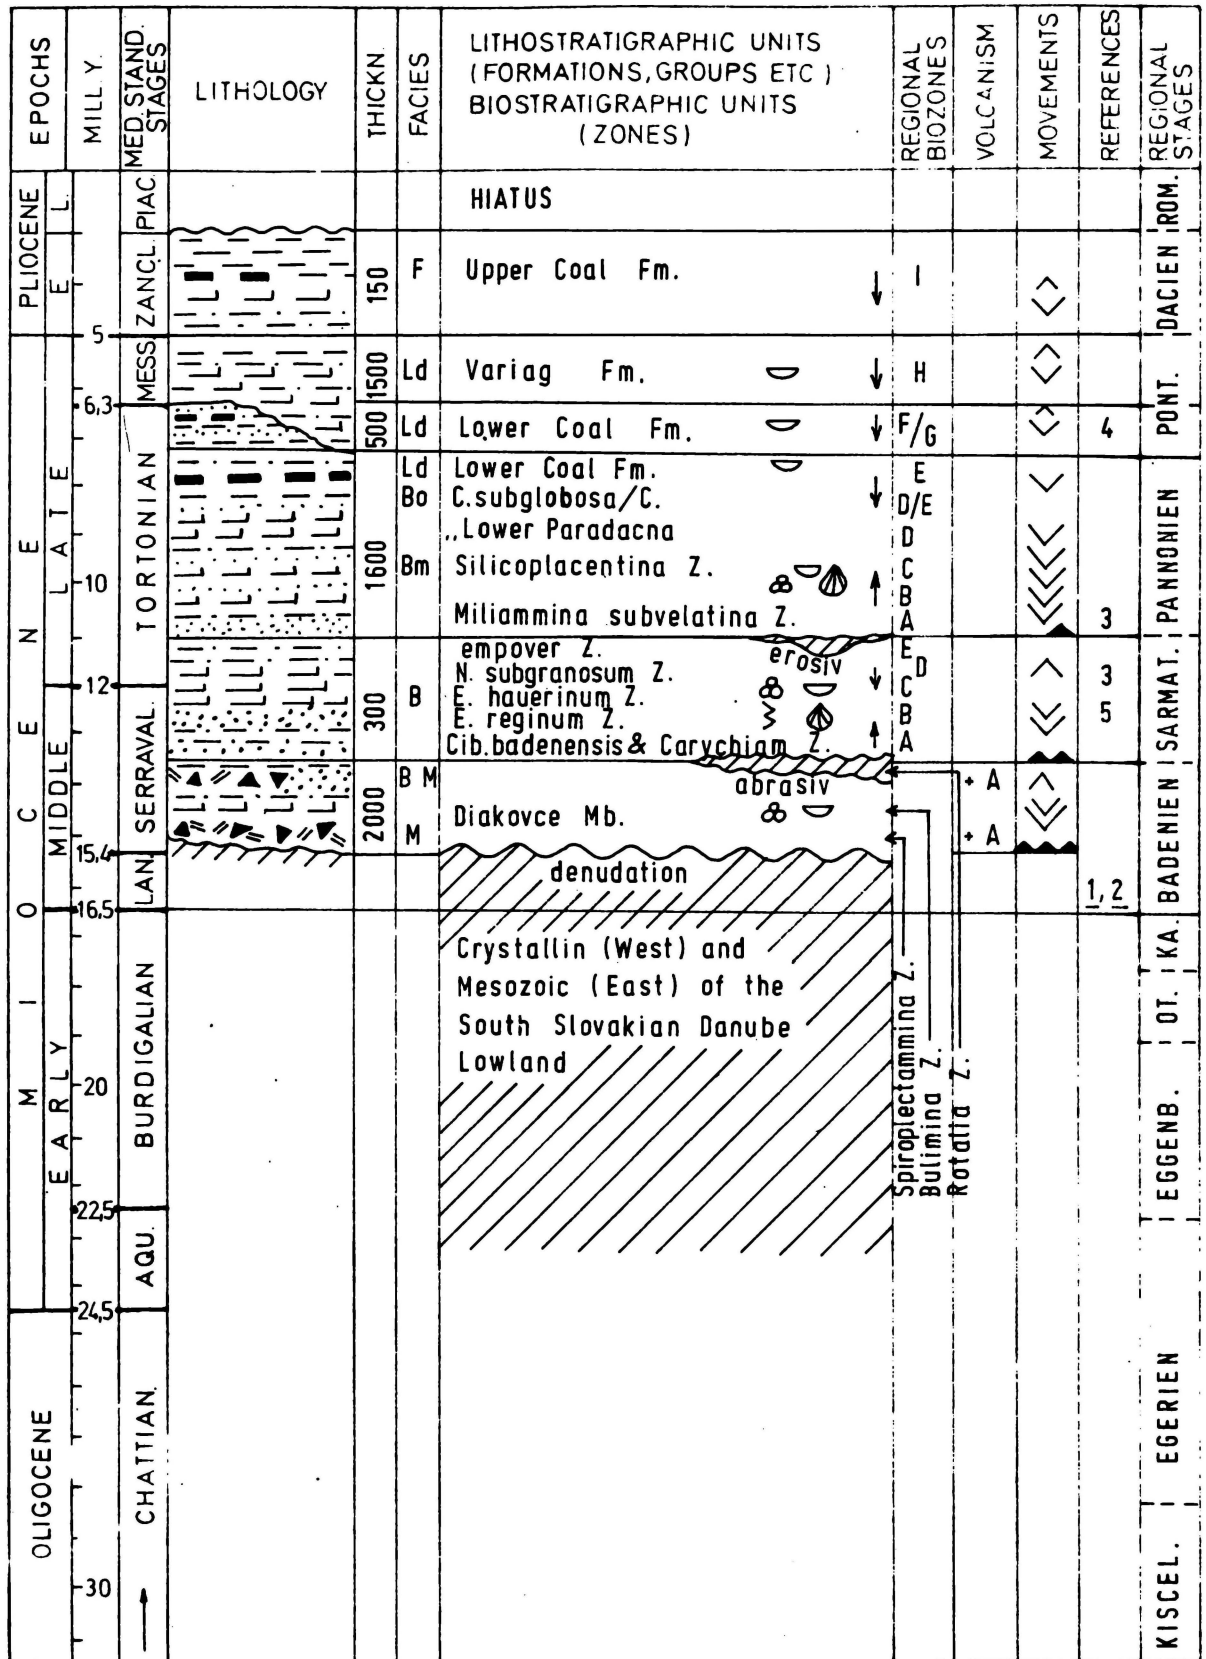 EPOCHS
MILL.Y.
MED.STAND.
STAGES
LITHOLOGY
THICKN
FACIES
LITHOSTRATIGRAPHIC UNITS
(FORMATIONS, GROUPS ETC )
BIOSTRATIGRAPHIC UNITS
(ZONES)
REGIONAL
BIOZONES
VOLCANISM
MOVEMENTS
REFERENCES
REGIONAL
STAGES
PLIOCENE
L.
E
PIAC.
HIATUS
ROM.
ZANCL.
150
F
Upper Coal Fm.
I
DACIEN
5
MIOCENE
LATE
MESS.
1500
Ld
Variag Fm.
H
PONT.
6,3
500
Ld
Lower Coal Fm.
F/G
4
TORTONIAN
1600
Ld
Lower Coal Fm.
E
Bo
C.subglobosa/C.
D/E
„Lower Paradacna
D
PANNONIEN
10
Bm
Silicoplacentina Z.
C
B
Miliammina subvelatina Z.
A
3
empover Z.
erosiv
E
D
N. subgranosum Z.
3
SARMAT.
12
MIDDLE
SERRAVAL.
300
B
E. hauerinum Z.
C
E. reginum Z.
B
5
Cib.badenensis & Carychiam Z.
A
2000
B M
abrasiv
+ A
BADENIEN
Diakovce Mb.
M
+ A
15,4
LAN.
denudation
1, 2
16,5
EARLY
BURDIGALIAN
Crystallin (West) and
Mesozoic (East) of the
South Slovakian Danube
Lowland
KA.
OT.
20
Spiroplectammina Z.
Bulimina Z.
Rotalia Z.
EGGENB.
22,5
AQU.
24,5
OLIGOCENE
CHATTIAN.
EGERIEN
30
KISCEL.